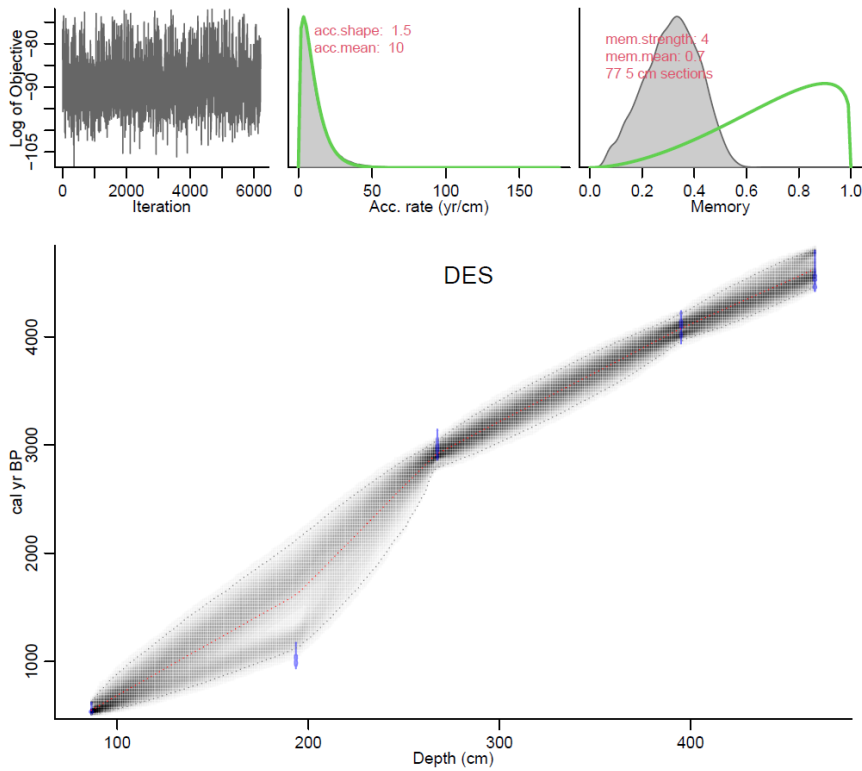 Log of Objective
−105
−90
−80
0
2000
4000
6000
Iteration
acc.shape: 1.5
acc.mean: 10
0
50
100
150
Acc. rate (yr/cm)
mem.strength: 4
mem.mean: 0.7
77 5 cm sections
0.0
0.2
0.4
0.6
0.8
1.0
Memory
DES
cal yr BP
1000
2000
3000
4000
100
200
300
400
Depth (cm)